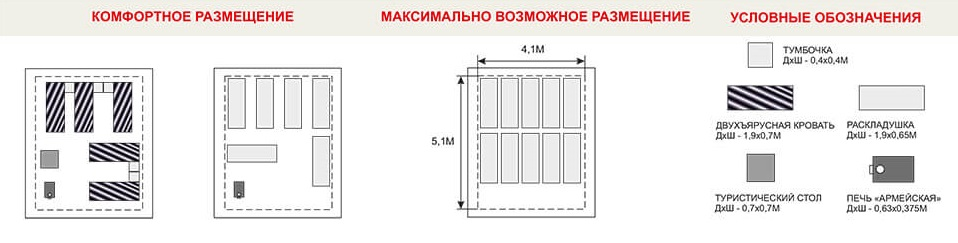 КОМФОРТНОЕ РАЗМЕЩЕНИЕ
МАКСИМАЛЬНО ВОЗМОЖНОЕ РАЗМЕЩЕНИЕ
УСЛОВНЫЕ ОБОЗНАЧЕНИЯ
4,1М
5,1М
ТУМБОЧКА
ДхШ - 0,4х0,4М
ДВУХЪЯРУСНАЯ КРОВАТЬ
ДхШ - 1,9х0,7М
РАСКЛАДУШКА
ДхШ - 1,9х0,65М
ТУРИСТИЧЕСКИЙ СТОЛ
ДхШ - 0,7х0,7М
ПЕЧЬ «АРМЕЙСКАЯ»
ДхШ - 0,63х0,375М